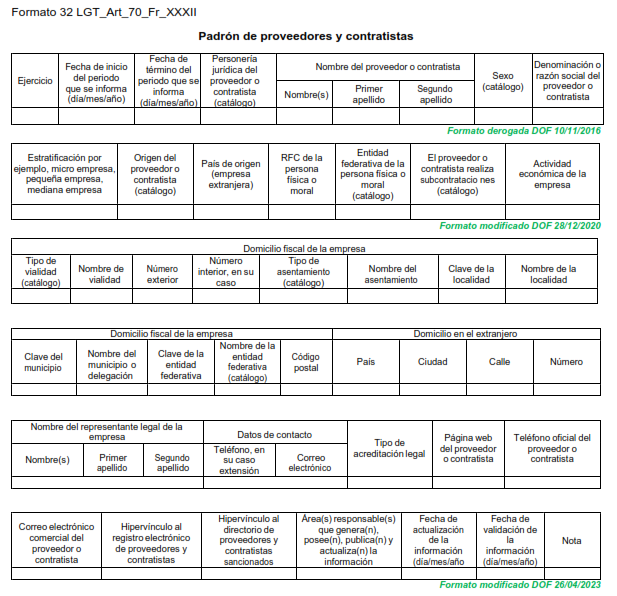 Formato 32 LGT_Art_70_Fr_XXXII
Padrón de proveedores y contratistas
Ejercicio
Fecha de inicio
del periodo
que se informa
(día/mes/año)
Fecha de
término del
periodo que se
informa
(día/mes/año)
Personería
jurídica del
proveedor o
contratista
(catálogo)
Nombre del proveedor o contratista
Nombre(s)
Primer
apellido
Segundo
apellido
Sexo
(catálogo)
Denominación o
razón social del
proveedor o
contratista
Formato derogada DOF 10/11/2016
Estratificación por
ejemplo, micro empresa,
pequeña empresa,
mediana empresa
Origen del
proveedor o
contratista
(catálogo)
País de origen
(empresa
extranjera)
RFC de la
persona
física o
moral
Entidad
federativa de la
persona física o
moral
(catálogo)
El proveedor o
contratista realiza
subcontratacio nes
(catálogo)
Actividad
económica de la
empresa
Formato modificado DOF 28/12/2020
Domicilio fiscal de la empresa
Tipo de
vialidad
(catálogo)
Nombre de
vialidad
Número
exterior
Número
interior, en su
caso
Tipo de
asentamiento
(catálogo)
Nombre del
asentamiento
Clave de la
localidad
Nombre de la
localidad
Domicilio fiscal de la empresa
Domicilio en el extranjero
Clave del
municipio
Nombre del
municipio o
delegación
Clave de la
entidad
federativa
Nombre de la
entidad
federativa
(catálogo)
Código
postal
País
Ciudad
Calle
Número
Nombre del representante legal de la
empresa
Nombre(s)
Primer
apellido
Segundo
apellido
Datos de contacto
Teléfono, en
su caso
extensión
Correo
electrónico
Tipo de
acreditación legal
Página web
del proveedor
o contratista
Teléfono oficial del
proveedor o
contratista
Correo electrónico
comercial del
proveedor o
contratista
Hipervínculo al
registro electrónico
de proveedores y
contratistas
Hipervínculo al
directorio de
proveedores y
contratistas
sancionados
Área(s) responsable(s)
que genera(n),
posee(n), publica(n) y
actualiza(n) la
información
Fecha de
actualización
de la
información
(día/mes/año
Fecha de
validación de
la
información
(día/mes/año)
Nota
Formato modificado DOF 26/04/2023